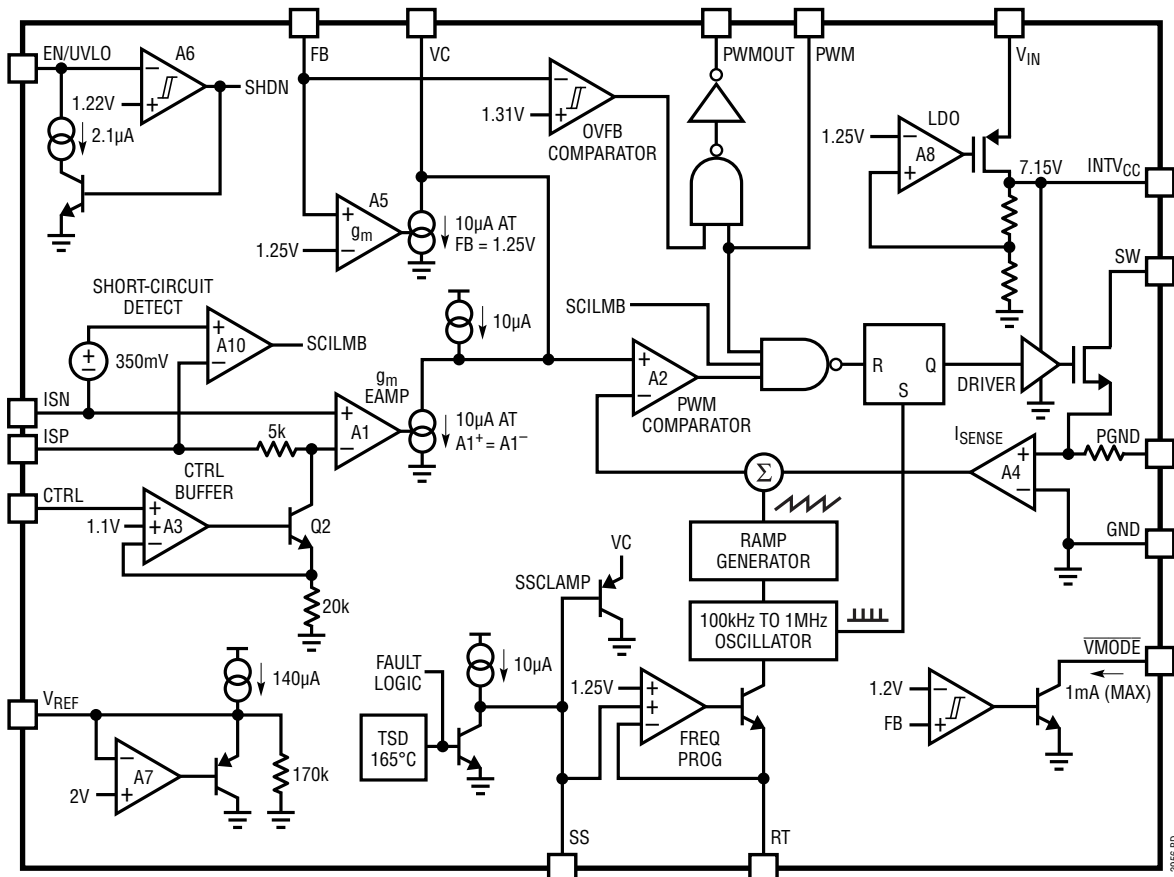 FB
VC
PWMOUT
PWM
VIN
EN/UVLO
A6
−
+
1.22V
SHDN
2.1µA
−
+
1.31V
OVFB
COMPARATOR
LDO
1.25V
−
+
A8
7.15V
INTVCC
A5
+
−
gm
1.25V
10µA AT
FB = 1.25V
SW
SHORT-CIRCUIT
DETECT
+
−
A10
SCILMB
+
−
350mV
10µA
SCILMB
+
−
A2
PWM
COMPARATOR
R
Q
S
DRIVER
ISN
gm
EAMP
+
−
A1
10µA AT
A1+ = A1−
ISP
5k
ISENSE
+
−
A4
PGND
CTRL
CTRL
BUFFER
+
+
−
A3
1.1V
Q2
20k
Σ
GND
RAMP
GENERATOR
VC
SSCLAMP
100kHz TO 1MHz
OSCILLATOR
VMODE
1mA (MAX)
140µA
FAULT
LOGIC
10µA
1.25V
+
+
−
FREQ
PROG
1.2V
−
FB
+
VREF
−
+
A7
2V
170k
TSD
165°C
SS
RT
3956 BD